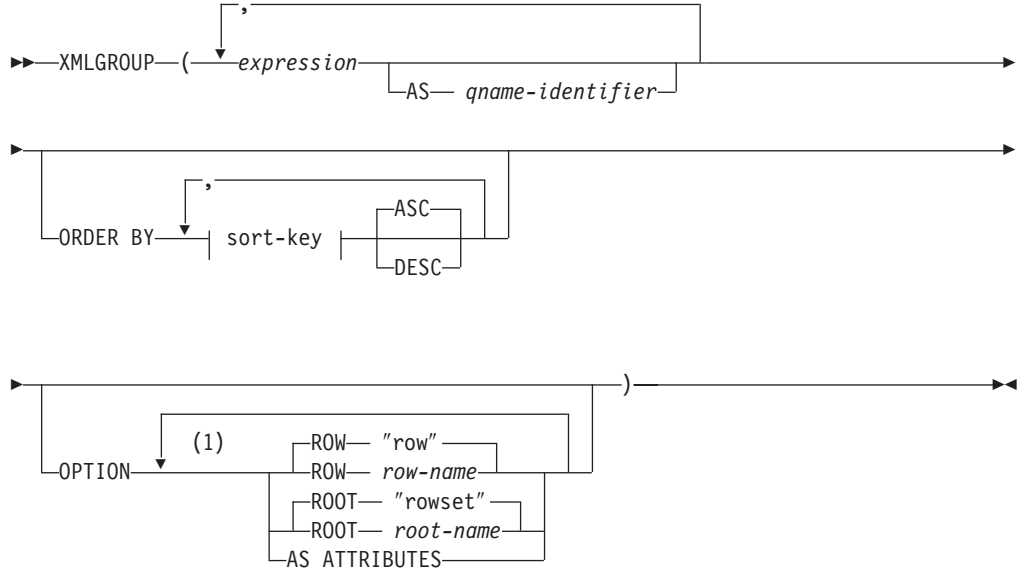 ,
XMLGROUP ( expression
AS qname-identifier
,
ORDER BY sort-key ASC
DESC
)
OPTION (1) ROW "row"
ROW row-name
ROOT "rowset"
ROOT root-name
AS ATTRIBUTES